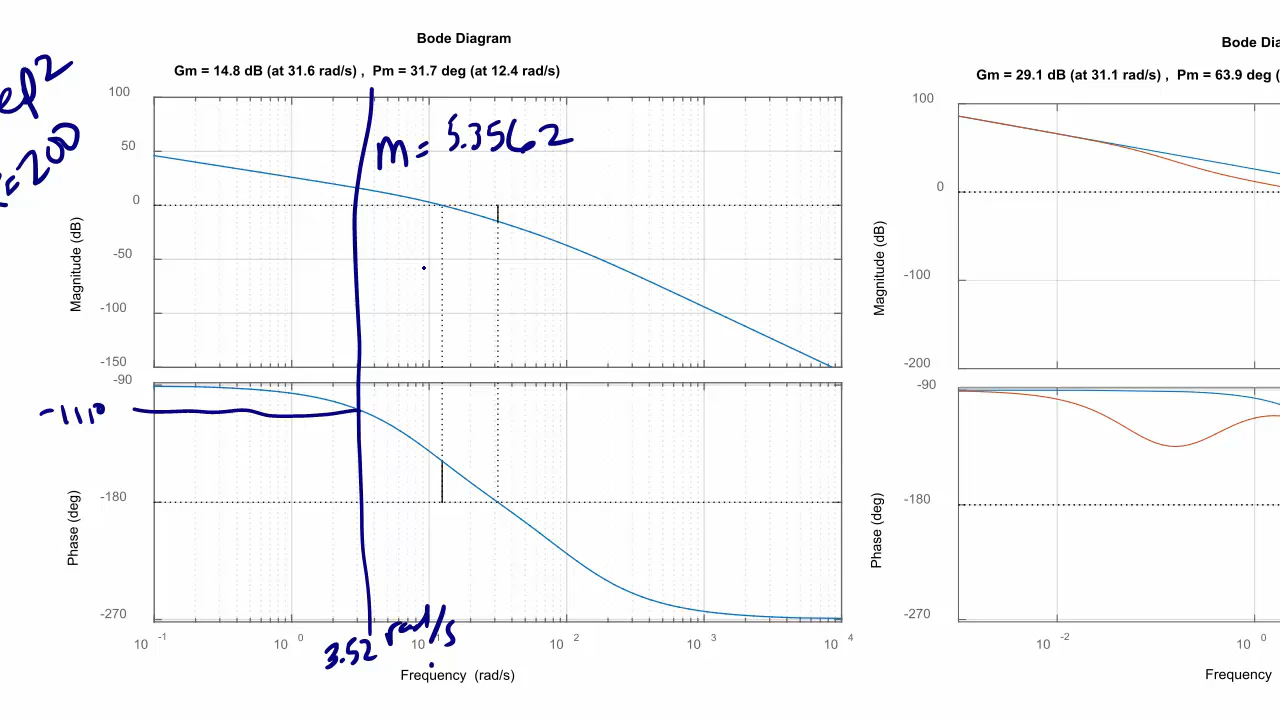 Bode Diagram
Gm = 14.8 dB (at 31.6 rad/s) , Pm = 31.7 deg (at 12.4 rad/s)
ep 2
=200
m = 5.3562
100
50
0
-50
-100
-150
Magnitude (dB)
-90
-180
-270
Phase (deg)
-111°
10 -1
10 0
10 1
10 2
10 3
10 4
3.52 rad/s
Frequency (rad/s)
Bode Dia
Gm = 29.1 dB (at 31.1 rad/s) , Pm = 63.9 deg (
100
0
-100
-200
Magnitude (dB)
-90
-180
-270
Phase (deg)
10 -2
10 0
Frequency